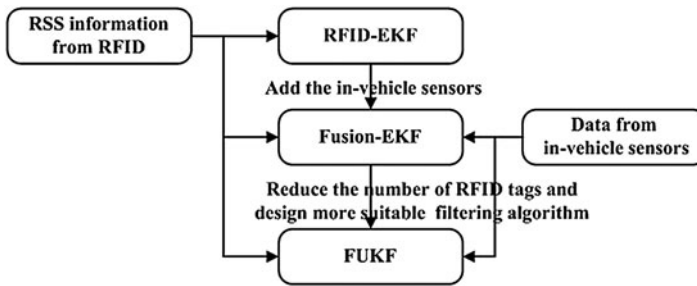 RSS information
from RFID
RFID-EKF
Add the in-vehicle sensors
Fusion-EKF
Data from
in-vehicle sensors
Reduce the number of RFID tags and
design more suitable filtering algorithm
FUKF